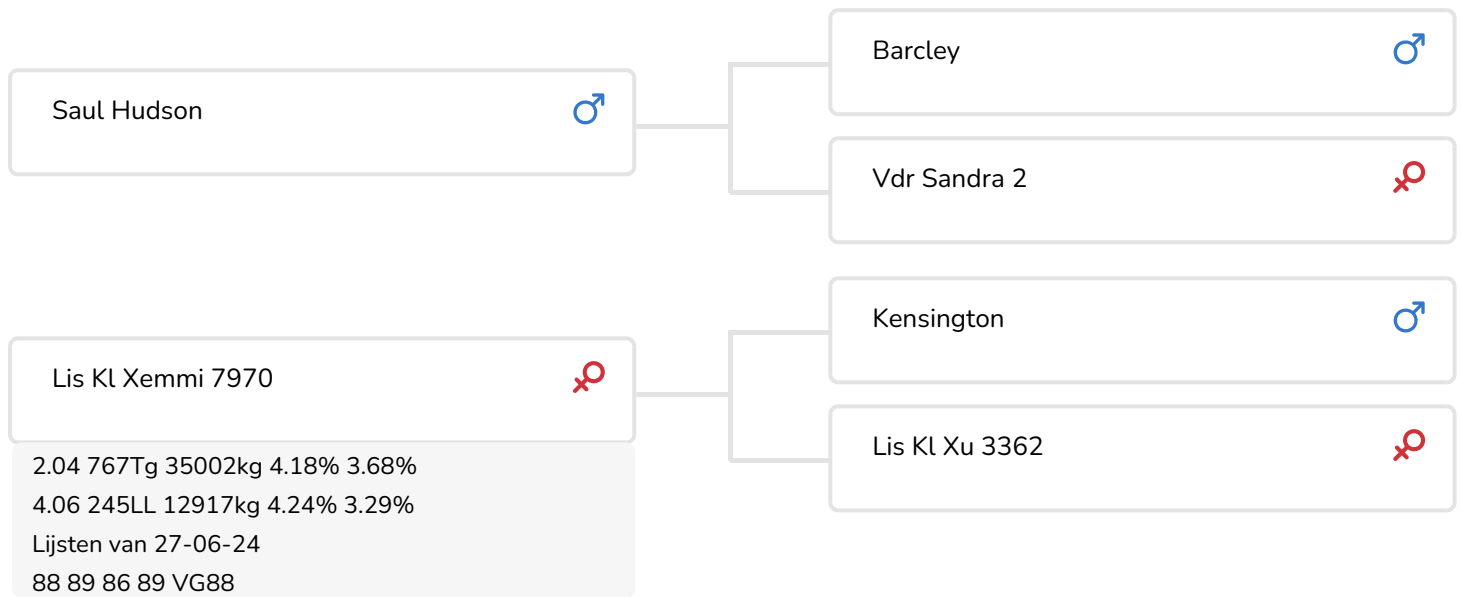 Saul Hudson
Barcley
Vdr Sandra 2
Lis Kl Xemmi 7970
2.04 767Tg 35002kg 4.18% 3.68%
4.06 245LL 12917kg 4.24% 3.29%
Lijsten van 27-06-24
88 89 86 89 VG88
Kensington
Lis Kl Xu 3362